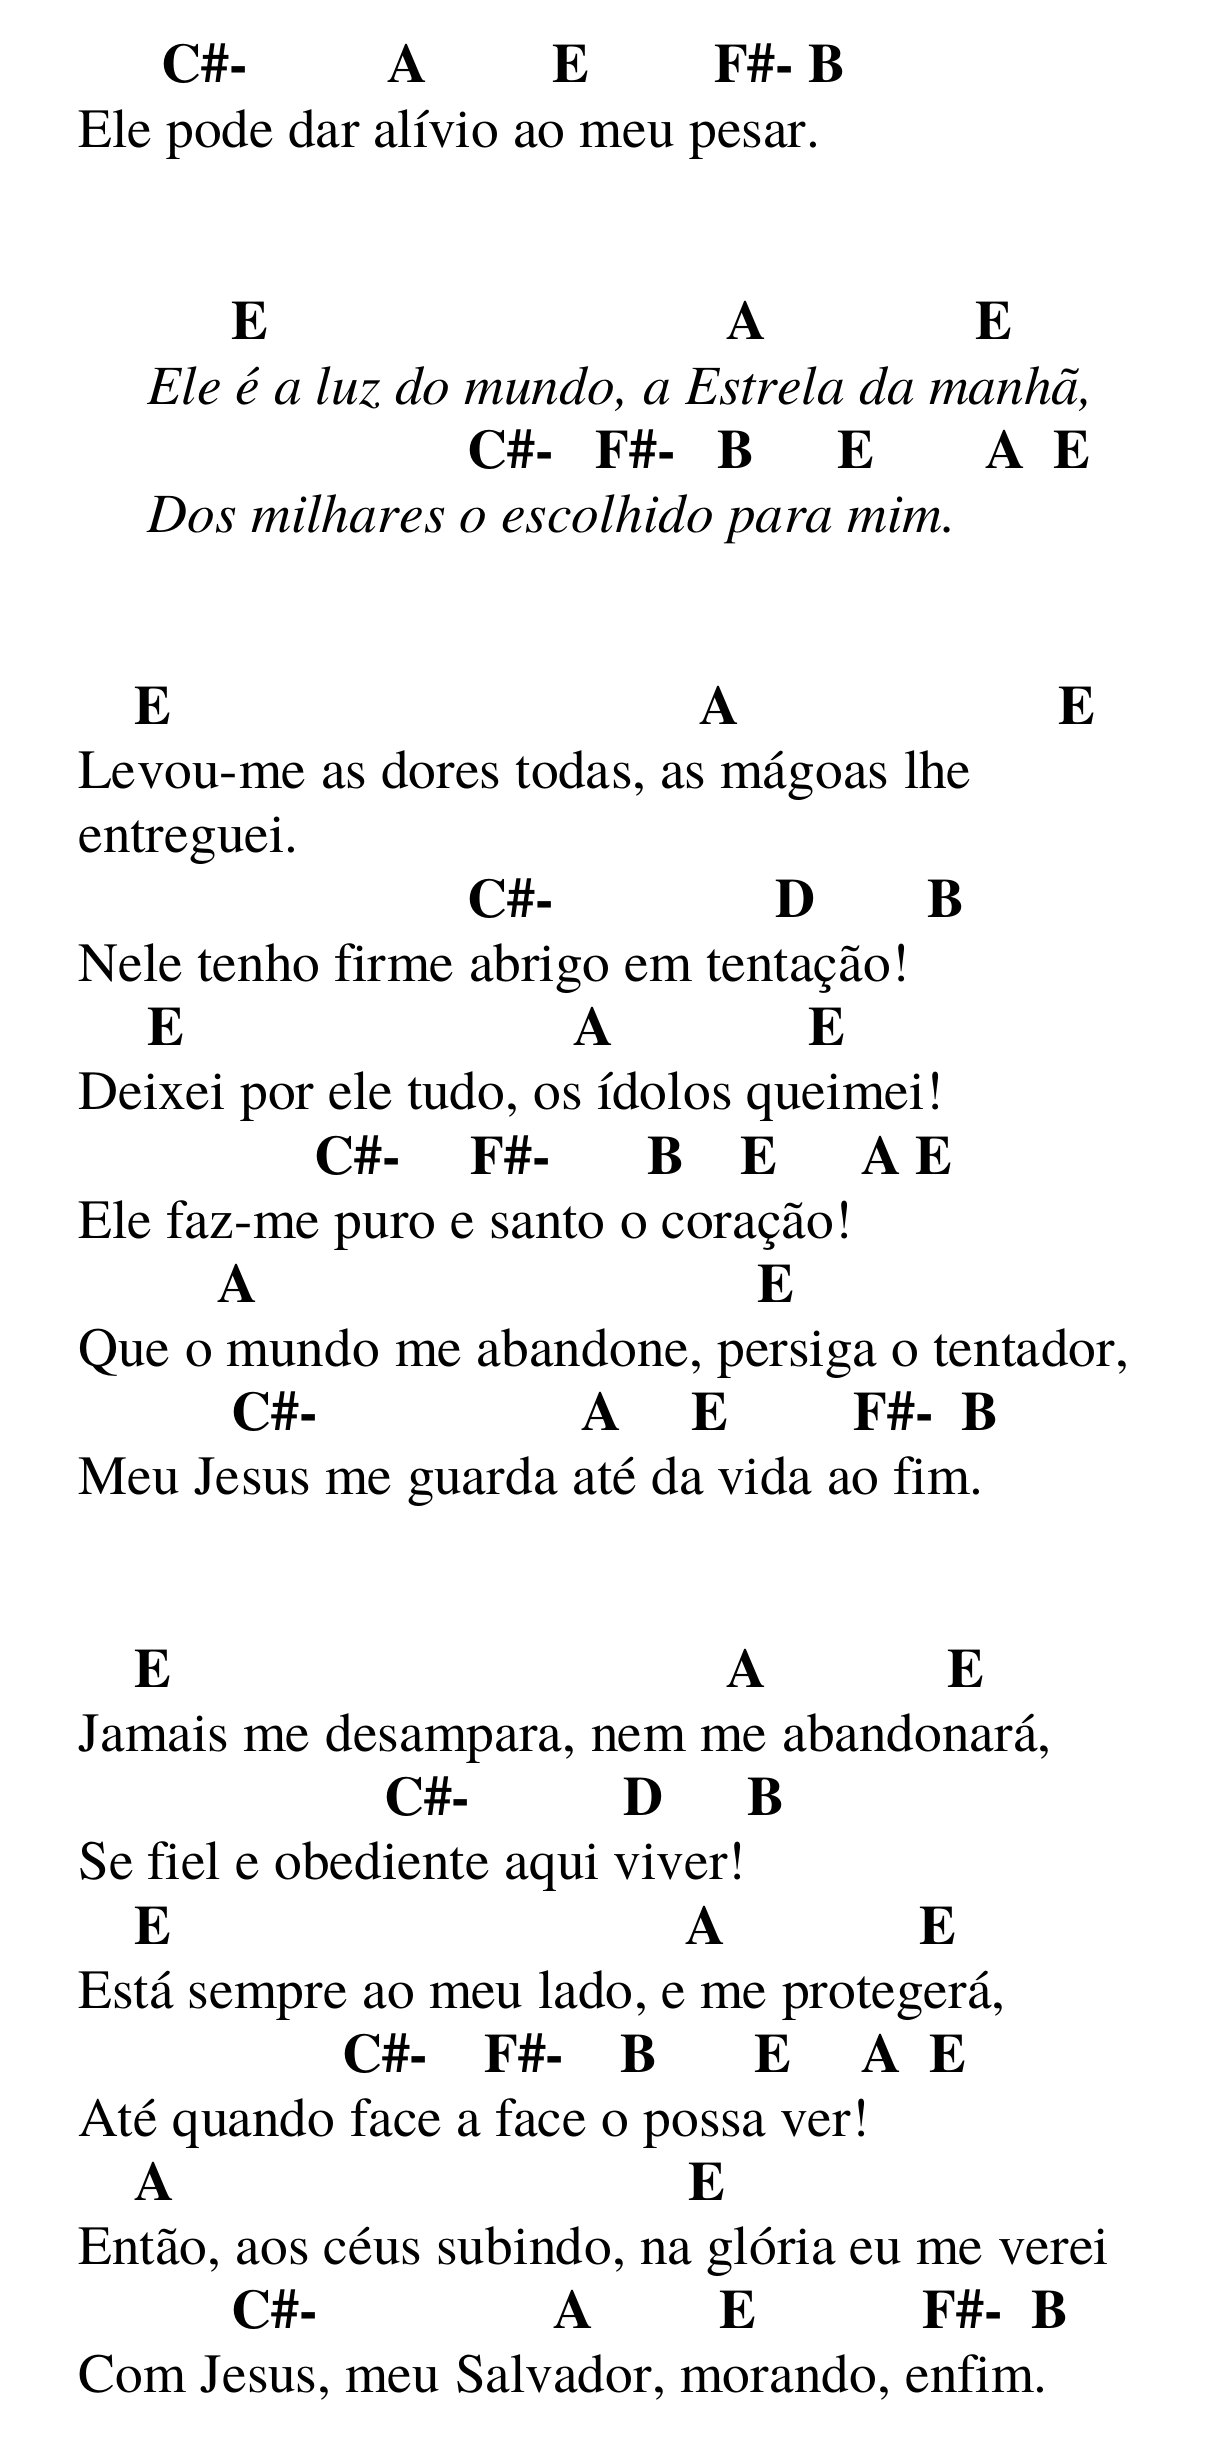 C#- A E F#- B
Ele pode dar alívio ao meu pesar.
E A E
Ele é a luz do mundo, a Estrela da manhã,
C#- F#- B E A E
Dos milhares o escolhido para mim.
E A E
Levou-me as dores todas, as mágoas lhe
entreguei.
C#- D B
Nele tenho firme abrigo em tentação!
E A E
Deixei por ele tudo, os ídolos queimei!
C#- F#- B E A E
Ele faz-me puro e santo o coração!
A E
Que o mundo me abandone, persiga o tentador,
C#- A E F#- B
Meu Jesus me guarda até da vida ao fim.
E A E
Jamais me desampara, nem me abandonará,
C#- D B
Se fiel e obediente aqui viver!
E A E
Está sempre ao meu lado, e me protegerá,
C#- F#- B E A E
Até quando face a face o possa ver!
A E
Então, aos céus subindo, na glória eu me verei
C#- A E F#- B
Com Jesus, meu Salvador, morando, enfim.